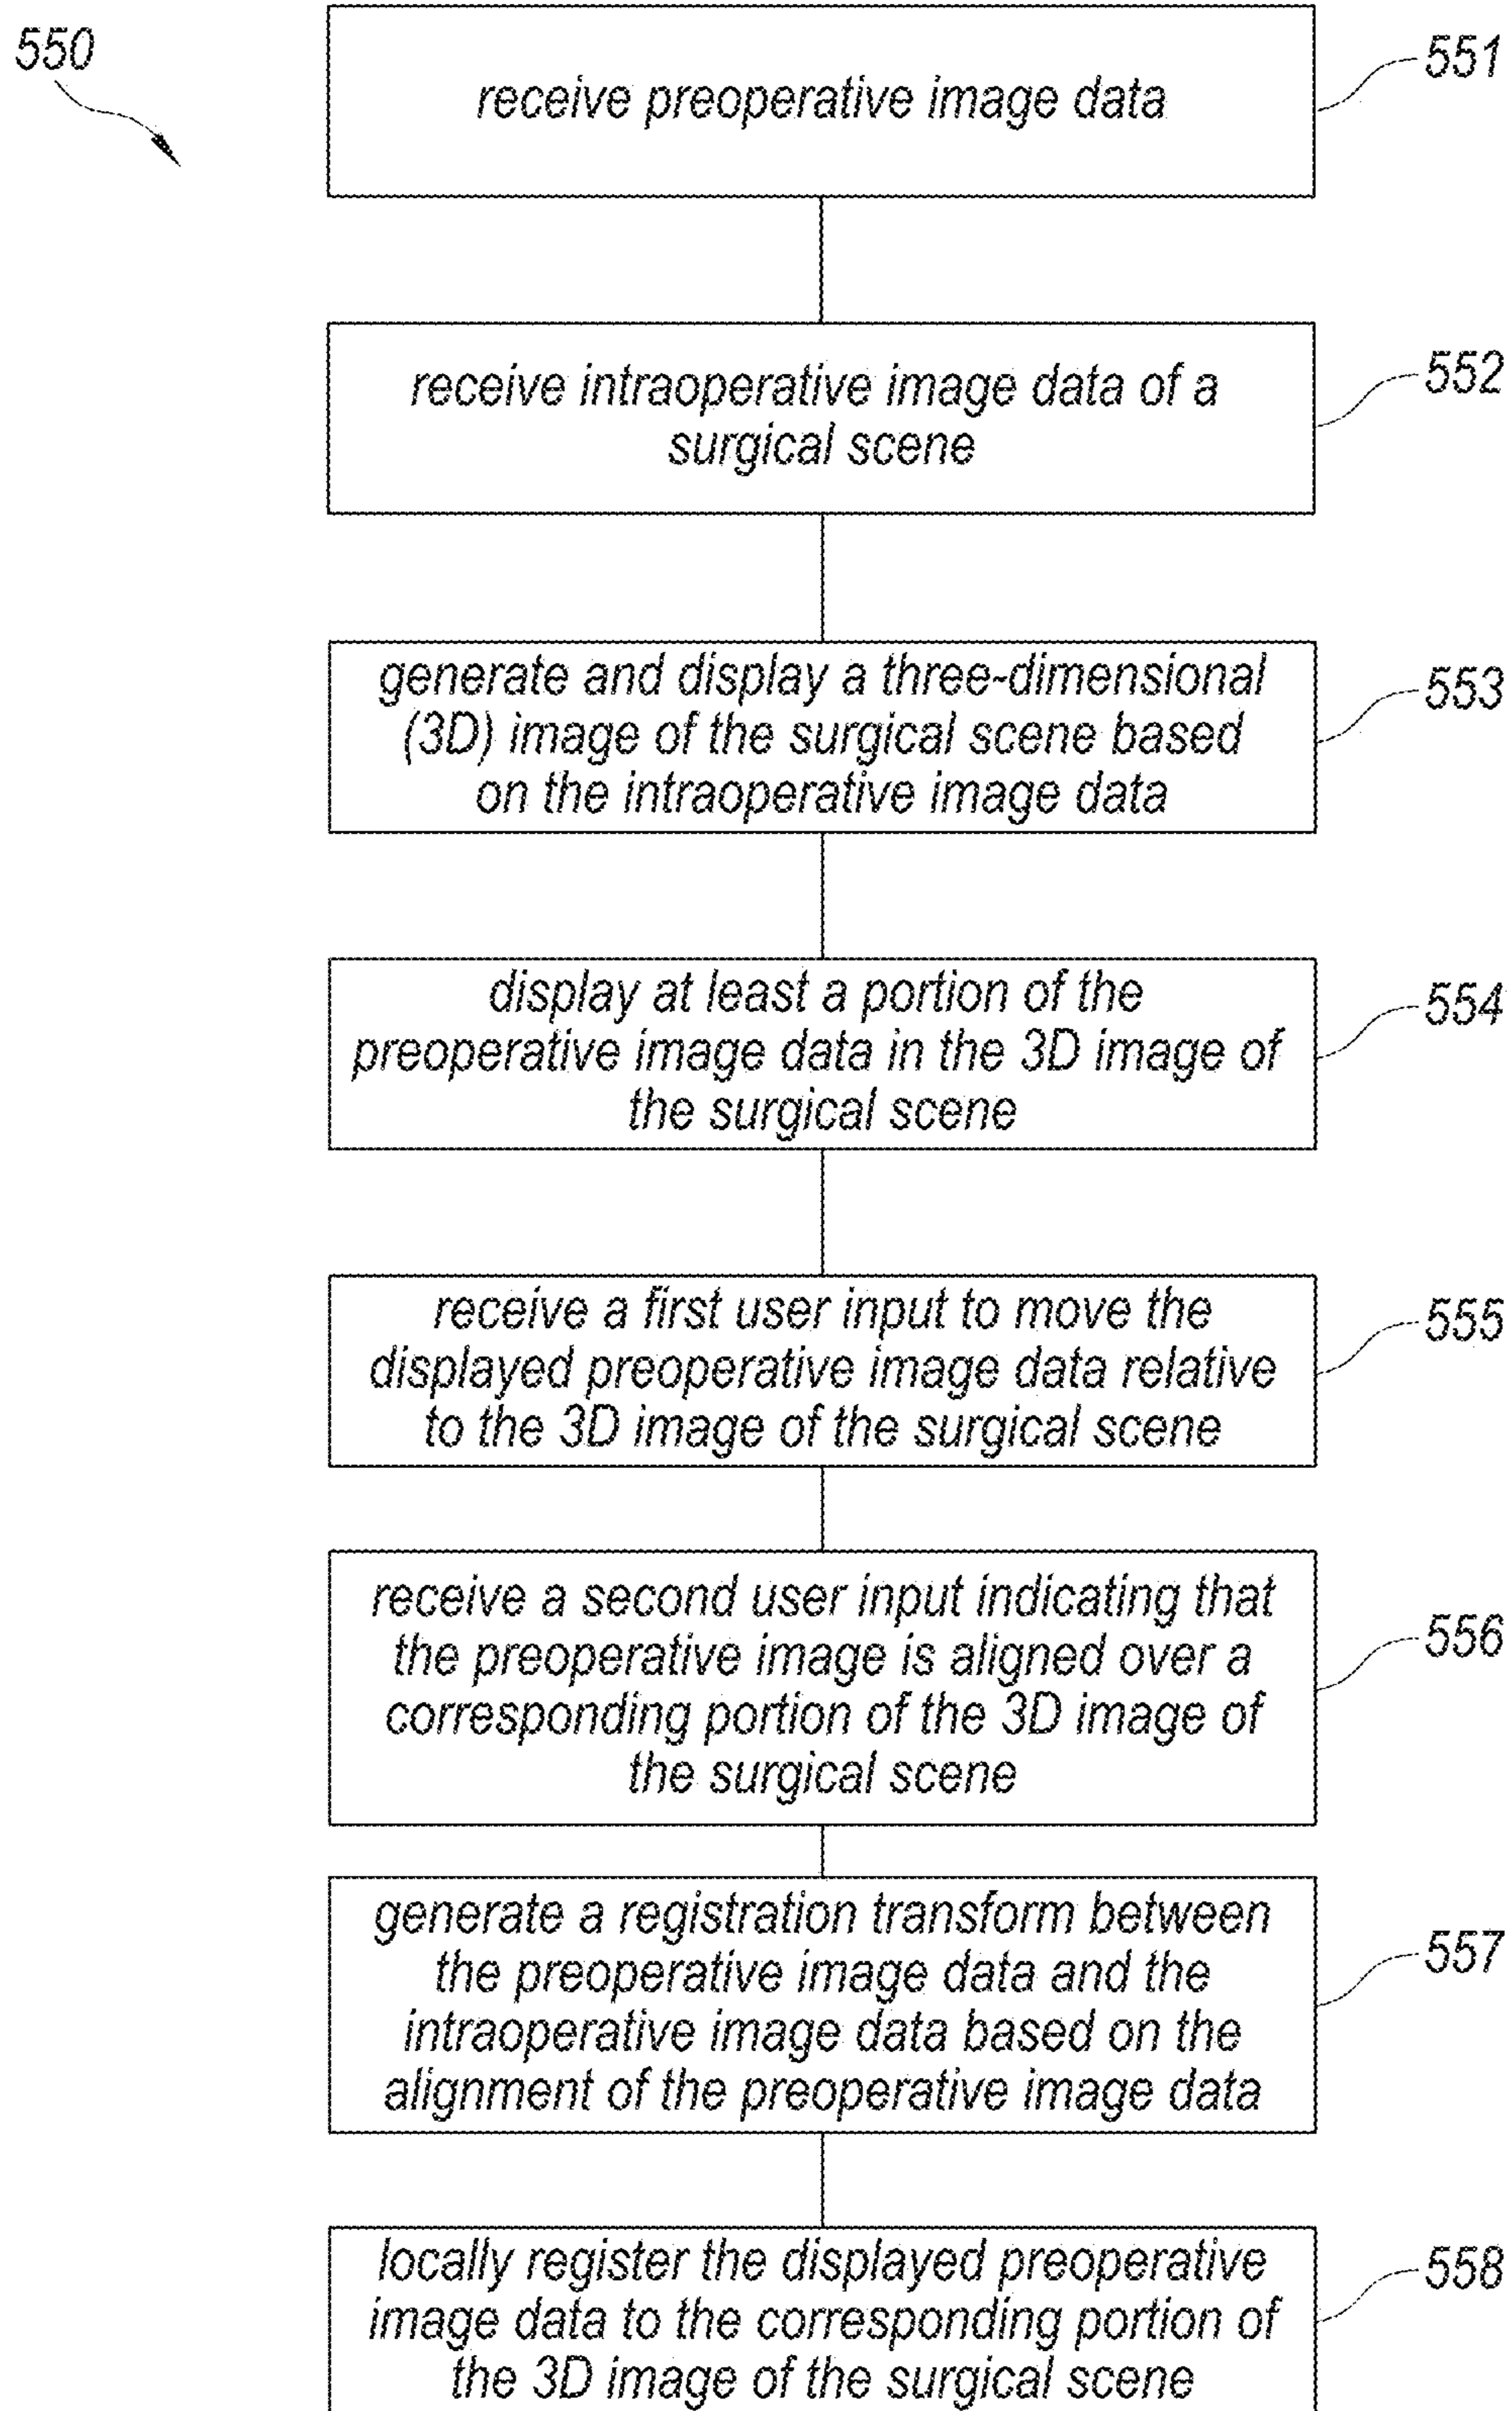 550
receive preoperative image data
551
receive intraoperative image data of a
surgical scene
552
generate and display a three-dimensional
(3D) image of the surgical scene based
on the intraoperative image data
553
display at least a portion of the
preoperative image data in the 3D image of
the surgical scene
554
receive a first user input to move the
displayed preoperative image data relative
to the 3D image of the surgical scene
555
receive a second user input indicating that
the preoperative image is aligned over a
corresponding portion of the 3D image of
the surgical scene
556
generate a registration transform between
the preoperative image data and the
intraoperative image data based on the
alignment of the preoperative image data
557
locally register the displayed preoperative
image data to the corresponding portion of
the 3D image of the surgical scene
558